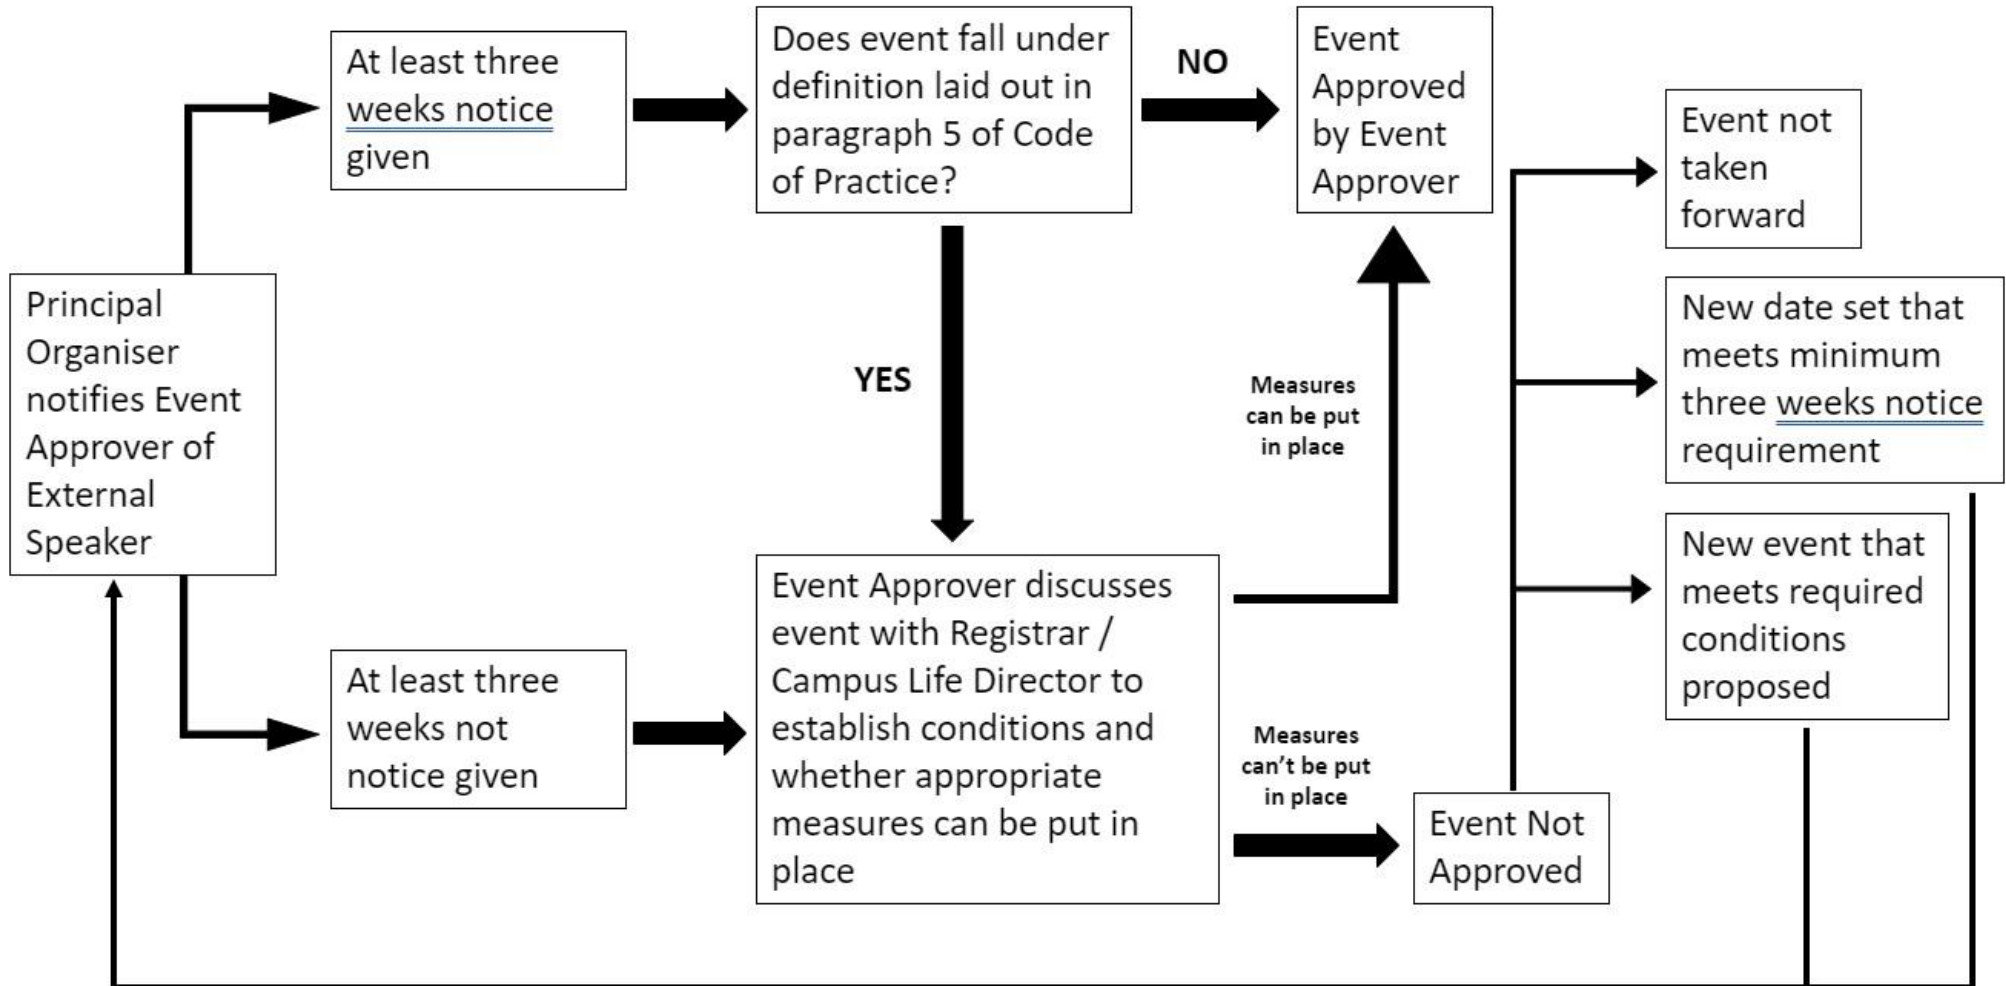 Principal
Organiser
notifies Event
Approver of
External
Speaker
At least three
weeks notice
given
Does event fall under
definition laid out in
paragraph 5 of Code
of Practice?
NO
Event
Approved
by Event
Approver
YES
At least three
weeks not
notice given
Event Approver discusses
event with Registrar /
Campus Life Director to
establish conditions and
whether appropriate
measures can be put in
place
Measures
can be put
in place
Measures
can’t be put
in place
Event Not
Approved
Event not
taken
forward
New date set that
meets minimum
three weeks notice
requirement
New event that
meets required
conditions
proposed